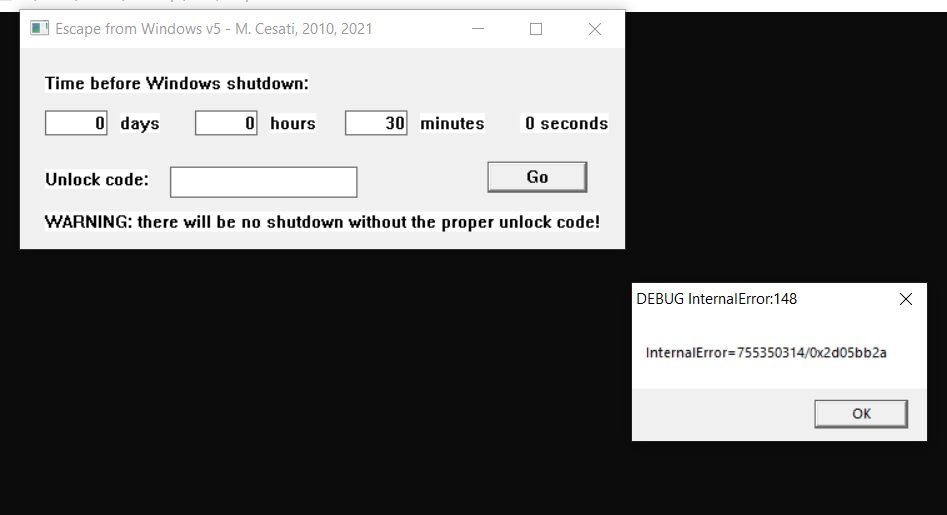 Escape from Windows v5 - M. Cesati, 2010, 2021
Time before Windows shutdown:
0 days 0 hours 30 minutes 0 seconds
Unlock code: Go
WARNING: there will be no shutdown without the proper unlock code!
DEBUG InternalError:148
InternalError=755350314/0x2d05bb2a
OK